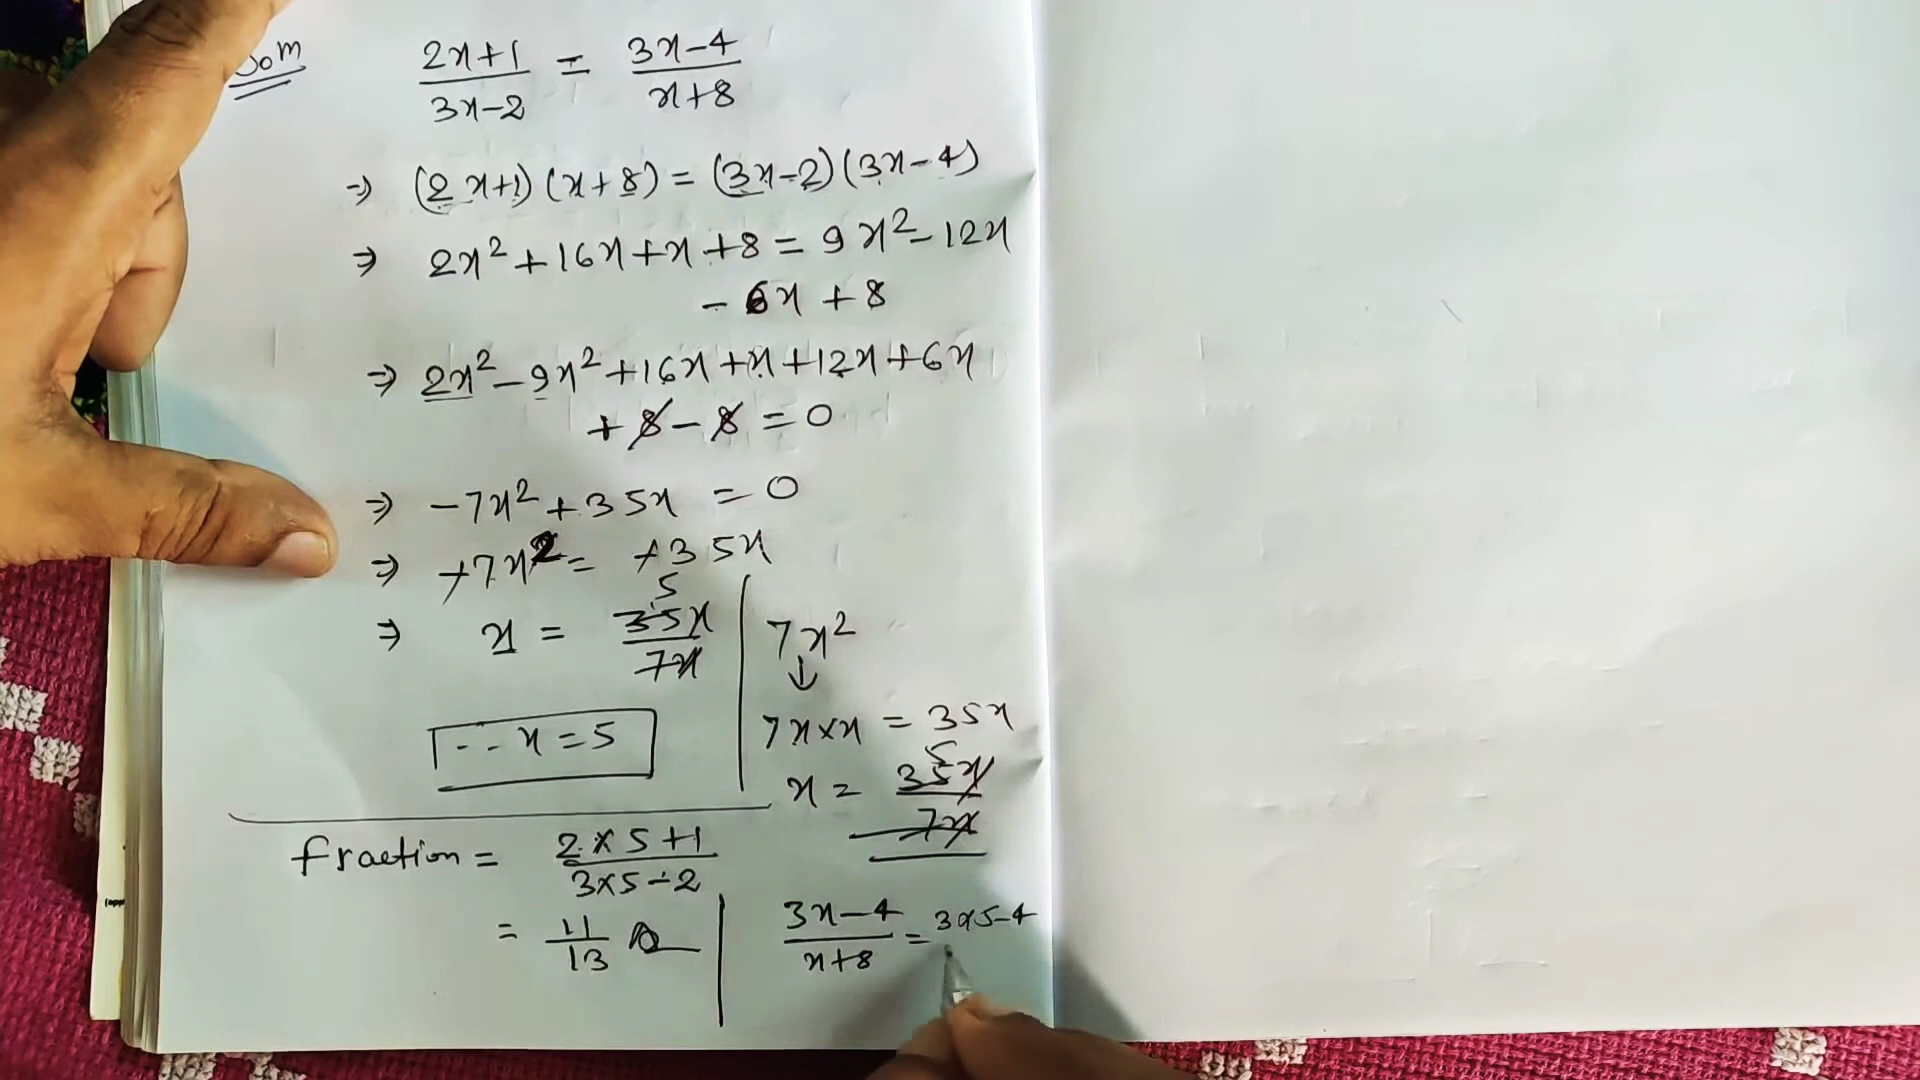 2x+1/3x-2 = 3x-4/x+8
⇒ (2x+1)(x+8) = (3x-2)(3x-4)
⇒ 2x²+16x+x+8 = 9x²-12x
-6x+8
⇒ 2x²-9x²+16x+x+12x+6x
+8-8=0
⇒ -7x²+35x=0
⇒ +7x²=+35x
⇒ x = 35x/7x 5
∴ x=5
7x²
↓
7x×x = 35x
x = 35x/7x 5
fraction = 2×5+1/3×5-2
= 11/13
3x-4/x+8 = 3×5-4